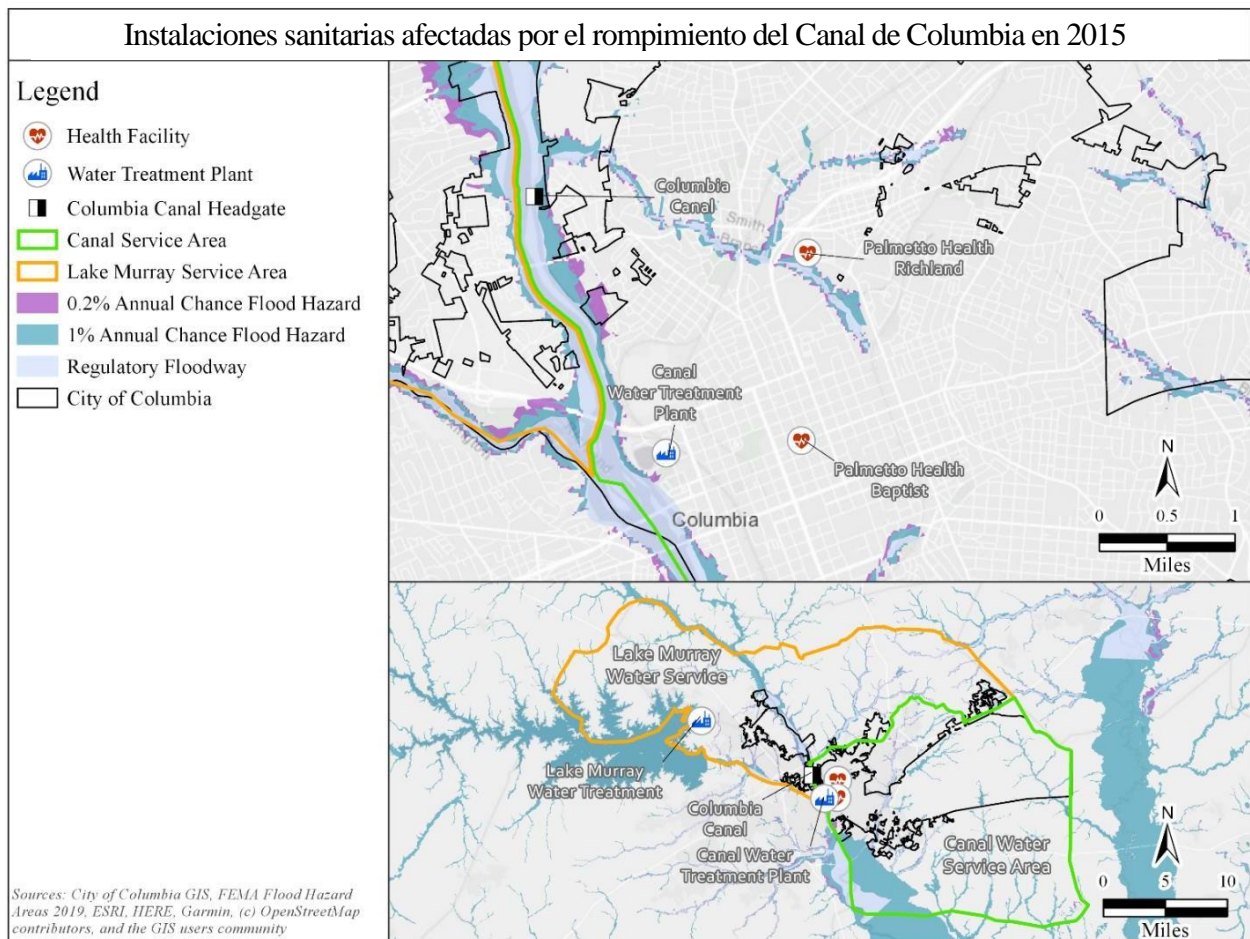 Instalaciones sanitarias afectadas por el rompimiento del Canal de Columbia en 2015
Legend
Health Facility
Water Treatment Plant
Columbia Canal Headgate
Canal Service Area
Lake Murray Service Area
0.2% Annual Chance Flood Hazard
1% Annual Chance Flood Hazard
Regulatory Floodway
City of Columbia
Sources: City of Columbia GIS, FEMA Flood Hazard
Areas 2019, ESRI, HERE, Garmin, (c) OpenStreetMap
contributors, and the GIS users community
Columbia
Canal
Smith
Palmetto Health
Richland
Canal
Water Treatment
Plant
Palmetto Health
Baptist
Columbia
N
0 0.5 1
Miles
Lake Murray
Water Service
Lake Murray
Water Treatment
Columbia
Canal
Canal Water
Treatment Plant
Canal Water
Service Area
N
0 5 10
Miles